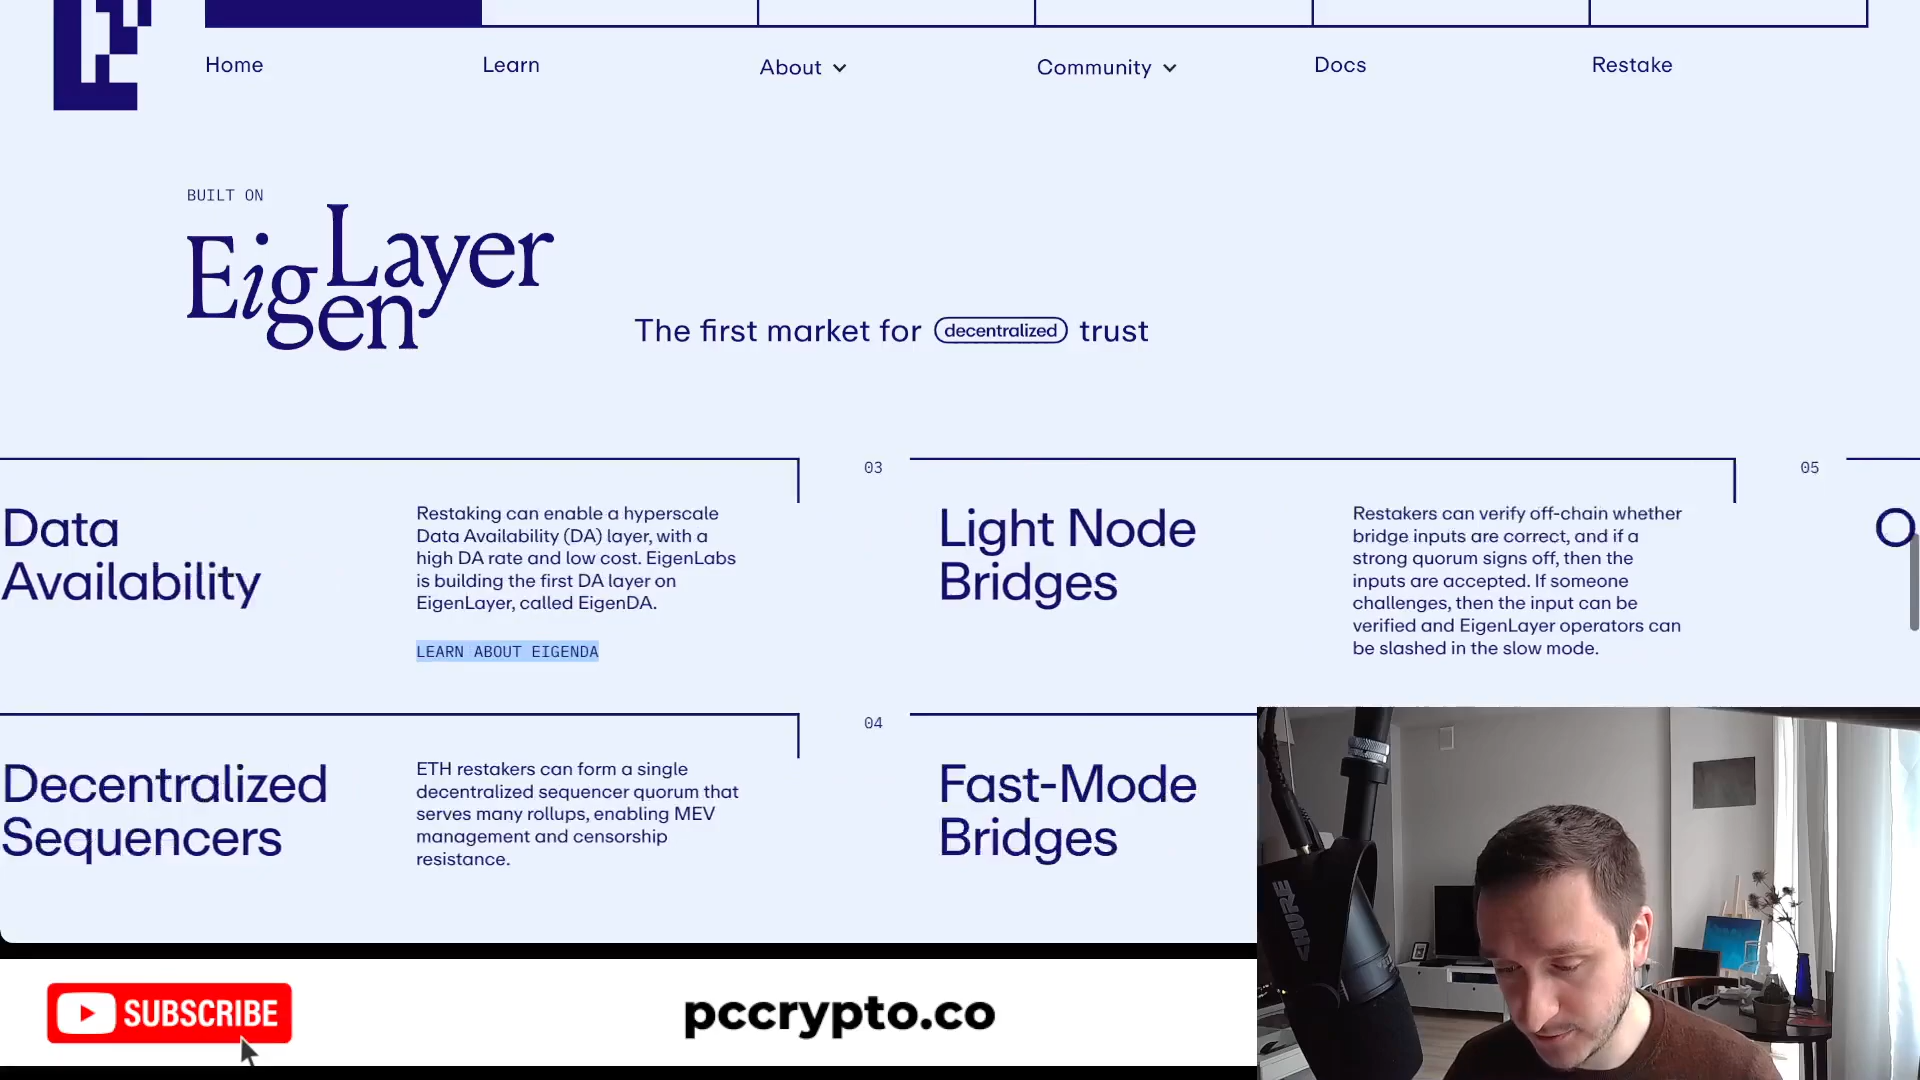 Home
Learn
About
Community
Docs
Restake
BUILT ON
EigenLayer
The first market for decentralized trust
Data
Availability
Restaking can enable a hyperscale
Data Availability (DA) layer, with a
high DA rate and low cost. EigenLabs
is building the first DA layer on
EigenLayer, called EigenDA.
LEARN ABOUT EIGENDA
03
Light Node
Bridges
Restakers can verify off-chain whether
bridge inputs are correct, and if a
strong quorum signs off, then the
inputs are accepted. If someone
challenges, then the input can be
verified and EigenLayer operators can
be slashed in the slow mode.
05
O
Decentralized
Sequencers
ETH restakers can form a single
decentralized sequencer quorum that
serves many rollups, enabling MEV
management and censorship
resistance.
04
Fast-Mode
Bridges
SHURE
SUBSCRIBE
pccrypto.co